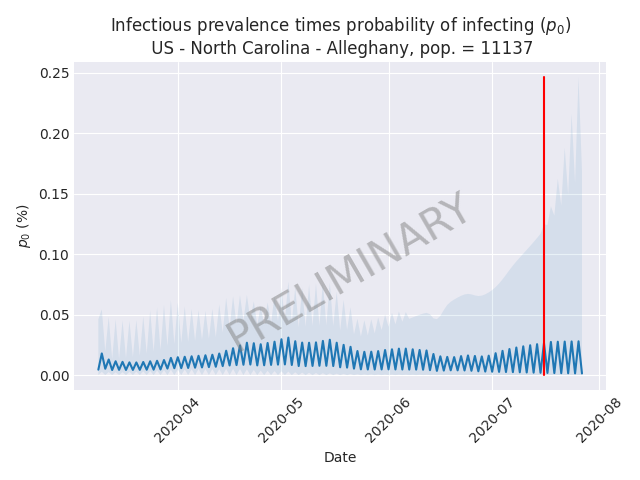 Infectious prevalence times probability of infecting (p₀)
US - North Carolina - Alleghany, pop. = 11137
0.25
0.20
0.15
0.10
0.05
0.00
p₀ (%)
PRELIMINARY
2020-04
2020-05
2020-06
2020-07
2020-08
Date